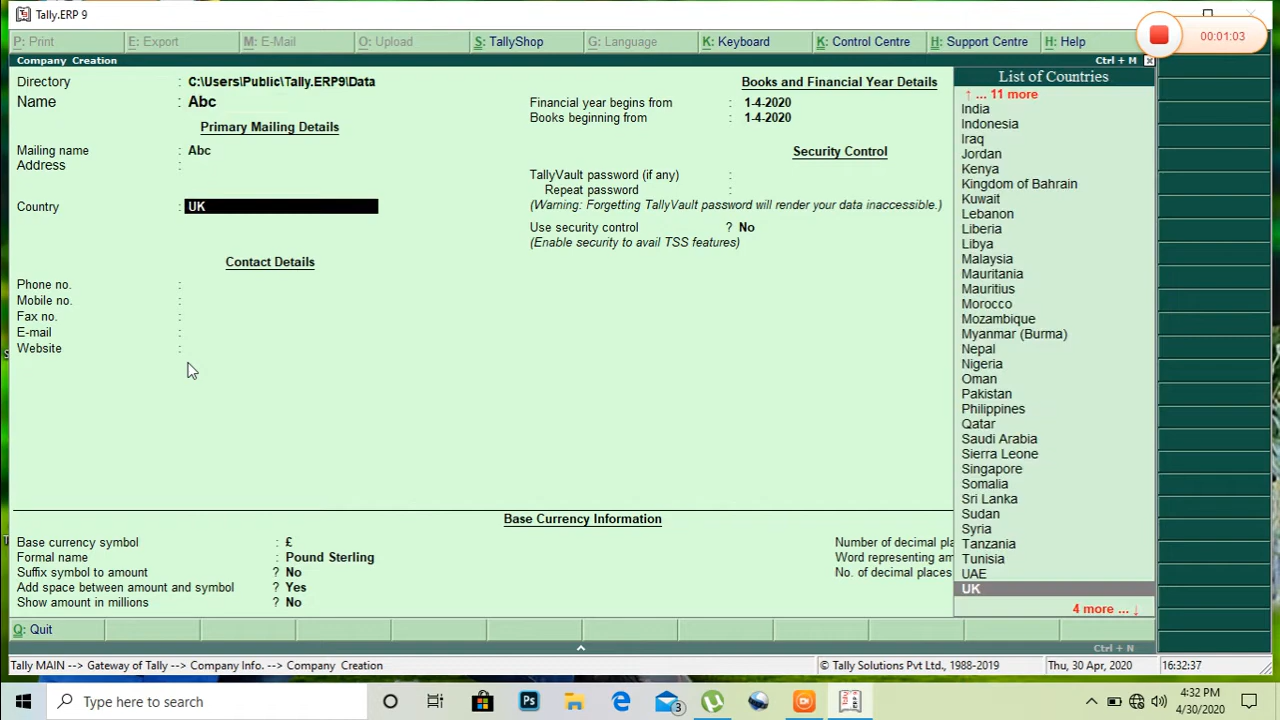 Tally.ERP 9
P: Print
E: Export
M: E-Mail
O: Upload
S: TallyShop
G: Language
K: Keyboard
K: Control Centre
H: Support Centre
H: Help
00:01:03
Company Creation
Ctrl + M
Directory : C:\Users\Public\Tally.ERP9\Data
Name : Abc
Primary Mailing Details
Mailing name : Abc
Address :
Country : UK
Contact Details
Phone no. :
Mobile no. :
Fax no. :
E-mail :
Website :
Books and Financial Year Details
Financial year begins from : 1-4-2020
Books beginning from : 1-4-2020
Security Control
TallyVault password (if any) :
Repeat password :
(Warning: Forgetting TallyVault password will render your data inaccessible.)
Use security control ? No
(Enable security to avail TSS features)
List of Countries
↑ ... 11 more
India
Indonesia
Iraq
Jordan
Kenya
Kingdom of Bahrain
Kuwait
Lebanon
Liberia
Libya
Malaysia
Mauritania
Mauritius
Morocco
Mozambique
Myanmar (Burma)
Nepal
Nigeria
Oman
Pakistan
Philippines
Qatar
Saudi Arabia
Sierra Leone
Singapore
Somalia
Sri Lanka
Sudan
Syria
Tanzania
Tunisia
UAE
UK
4 more ... ↓
Base Currency Information
Base currency symbol : £
Formal name : Pound Sterling
Suffix symbol to amount ? No
Add space between amount and symbol ? Yes
Show amount in millions ? No
Number of decimal pla
Word representing am
No. of decimal places
Q: Quit
Ctrl + N
Tally MAIN --> Gateway of Tally --> Company Info. --> Company Creation
© Tally Solutions Pvt Ltd., 1988-2019
Thu, 30 Apr, 2020
16:32:37
Type here to search
Ps
3
4:32 PM
4/30/2020